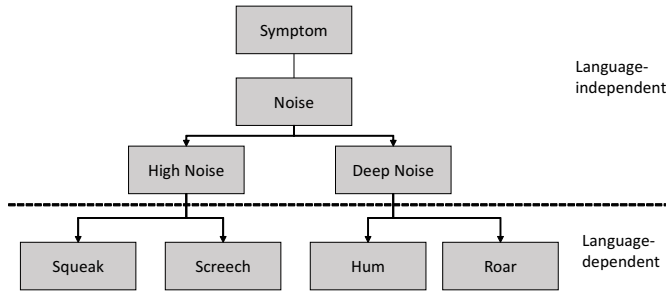 Symptom
Language-
independent
Noise
High Noise
Deep Noise
Language-
dependent
Squeak
Screech
Hum
Roar